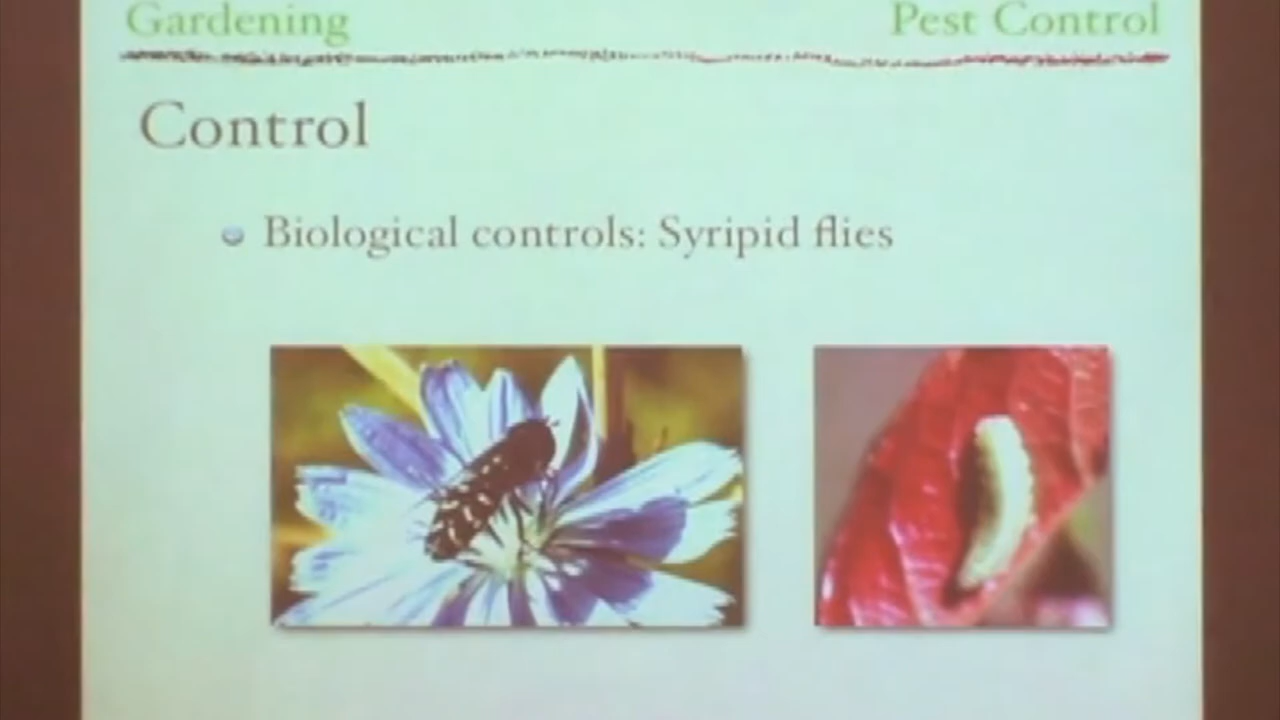 Gardening Pest Control
Control
Biological controls: Syripid flies